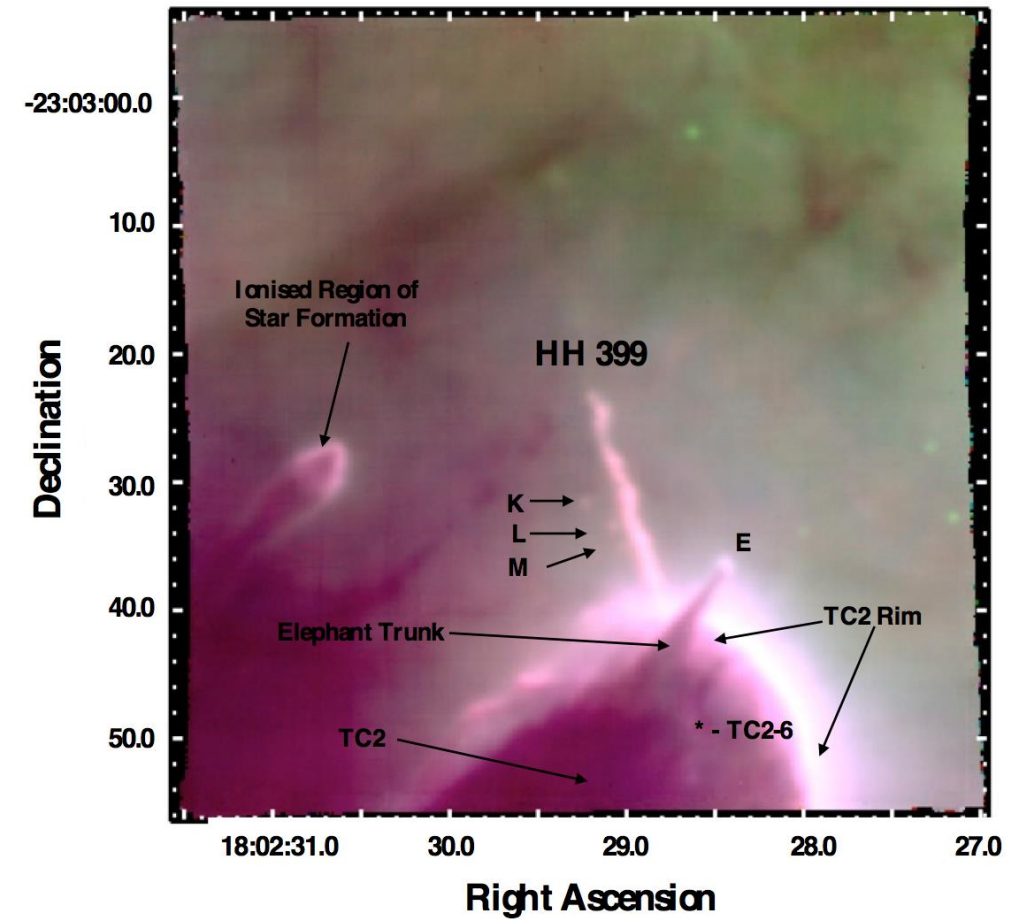 -23:03:00.0
10.0
Ionised Region of
Star Formation
HH 399
20.0
Declination
30.0
K
L
M
E
40.0
TC2 Rim
Elephant Trunk
* - TC2-6
TC2
50.0
18:02:31.0 30.0 29.0 28.0 27.0
Right Ascension